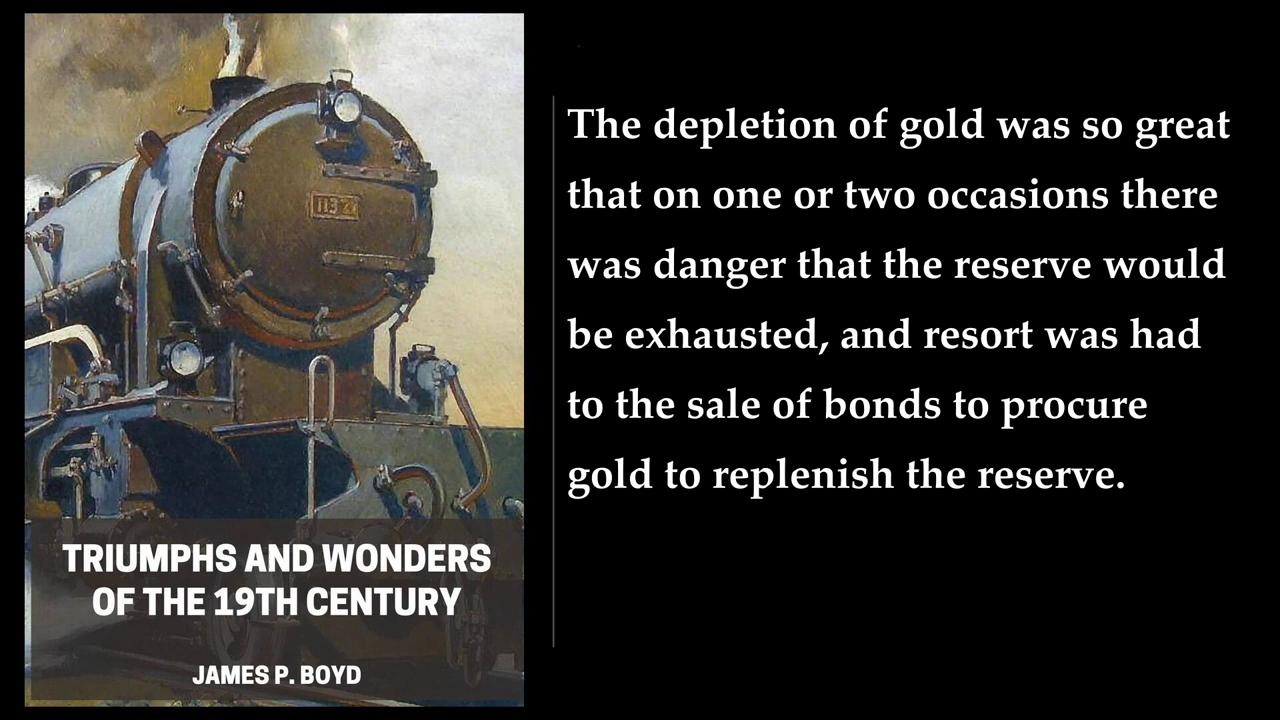 TRIUMPHS AND WONDERS
OF THE 19TH CENTURY
JAMES P. BOYD
The depletion of gold was so great
that on one or two occasions there
was danger that the reserve would
be exhausted, and resort was had
to the sale of bonds to procure
gold to replenish the reserve.